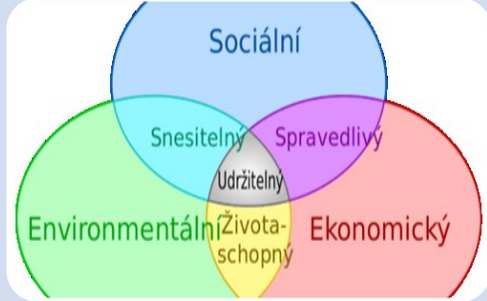 Sociální
Snesitelný Spravedlivý
Udržitelný
Environmentální
Života-
schopný
Ekonomický